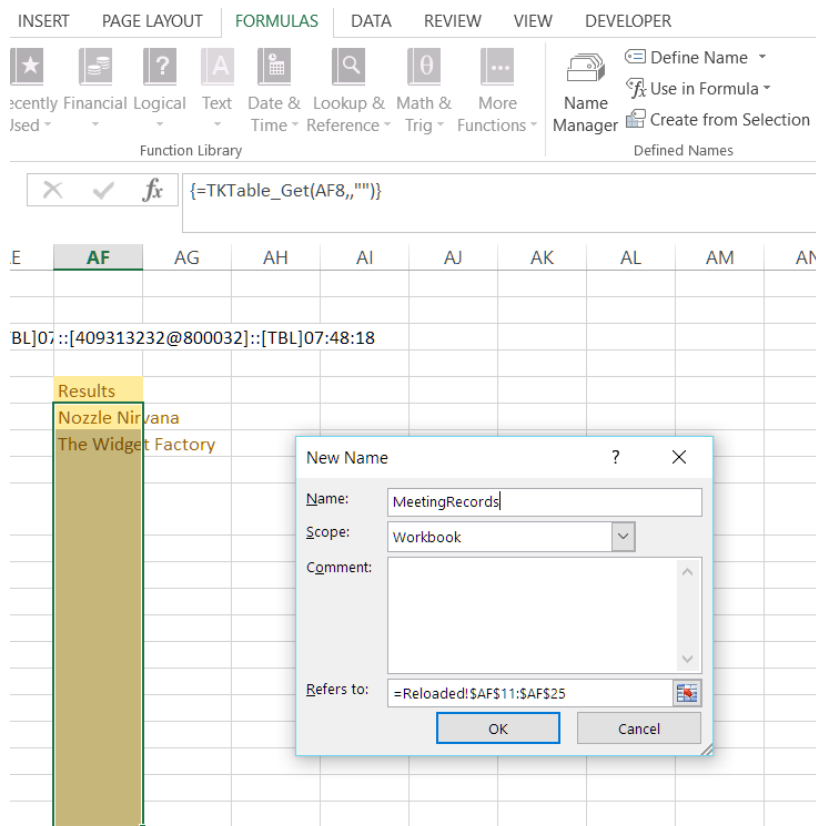 INSERT PAGE LAYOUT FORMULAS DATA REVIEW VIEW DEVELOPER
Define Name
Use in Formula
Create from Selection
ecently Financial Logical Text Date & Lookup & Math & More Name
Used Time Reference Trig Functions Manager
Function Library Defined Names
fx {=TKTable_Get(AF8,,"")}
E AF AG AH AI AJ AK AL AM AN
BL]07::[409313232@800032]::[TBL]07:48:18
Results
Nozzle Nirvana
The Widget Factory
New Name ?
Name: MeetingRecords
Scope: Workbook
Comment:
Refers to: =Reloaded!$AF$11:$AF$25
OK Cancel